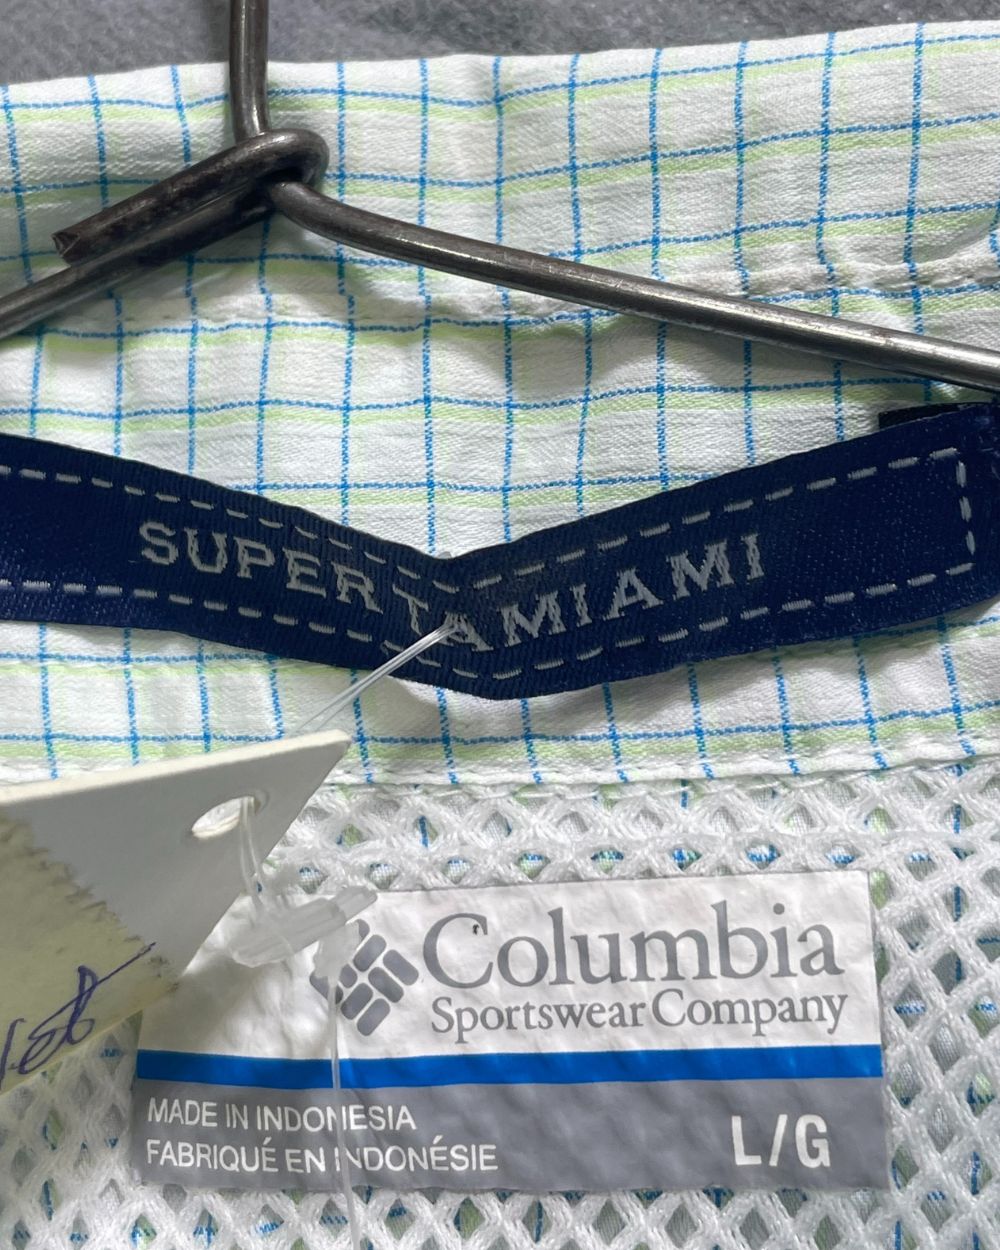 SUPER TAMIAMI
Columbia
Sportswear Company
MADE IN INDONESIA
FABRIQUÉ EN INDONÉSIE
L/G